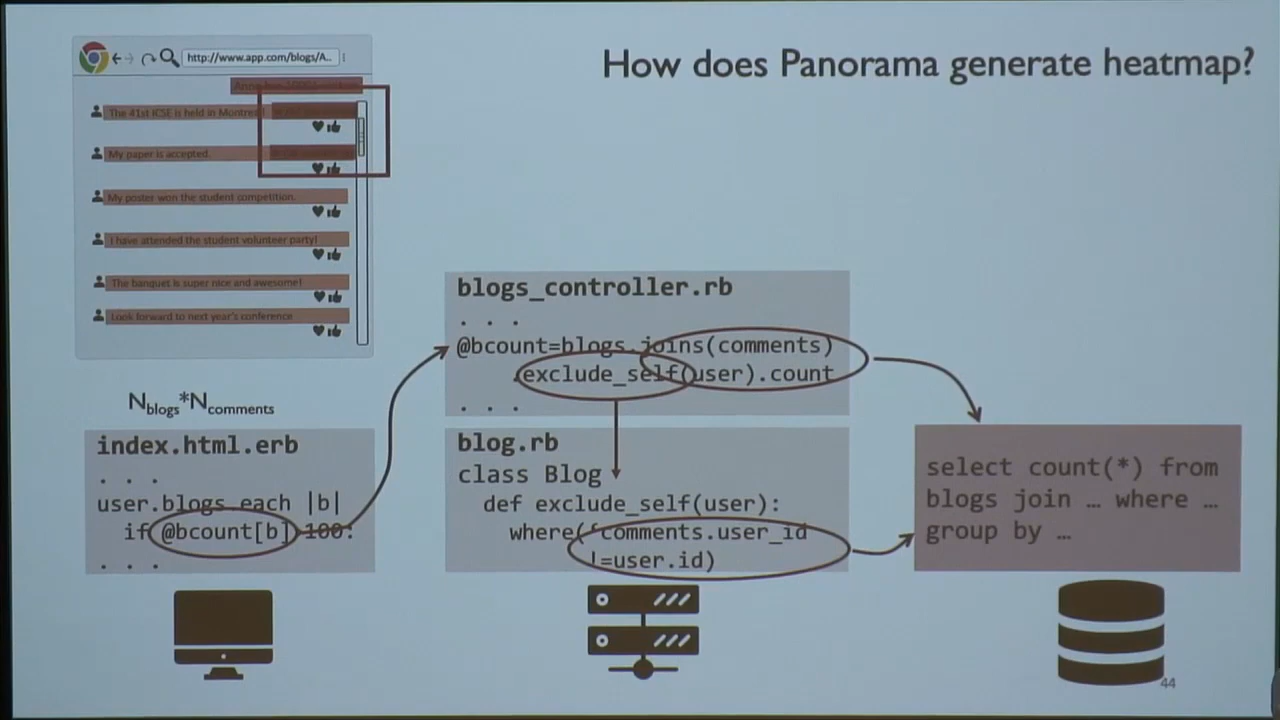 How does Panorama generate heatmap?
http://www.app.com/blogs/A..
The 41st ICSE is held in Montreal!
My paper is accepted.
My poster won the student competition.
I have attended the student volunteer party!
The banquet is super nice and awesome!
Look forward to next year's conference
Nblogs*Ncomments
index.html.erb
. . .
user.blogs each |b|
if @bcount[b] 100:
. . .
blogs_controller.rb
. . .
@bcount=blogs.joins(comments)
.exclude_self(user).count
. . .
blog.rb
class Blog
def exclude_self(user):
where( comments.user_id
!=user.id)
select count(*) from
blogs join … where …
group by …
44